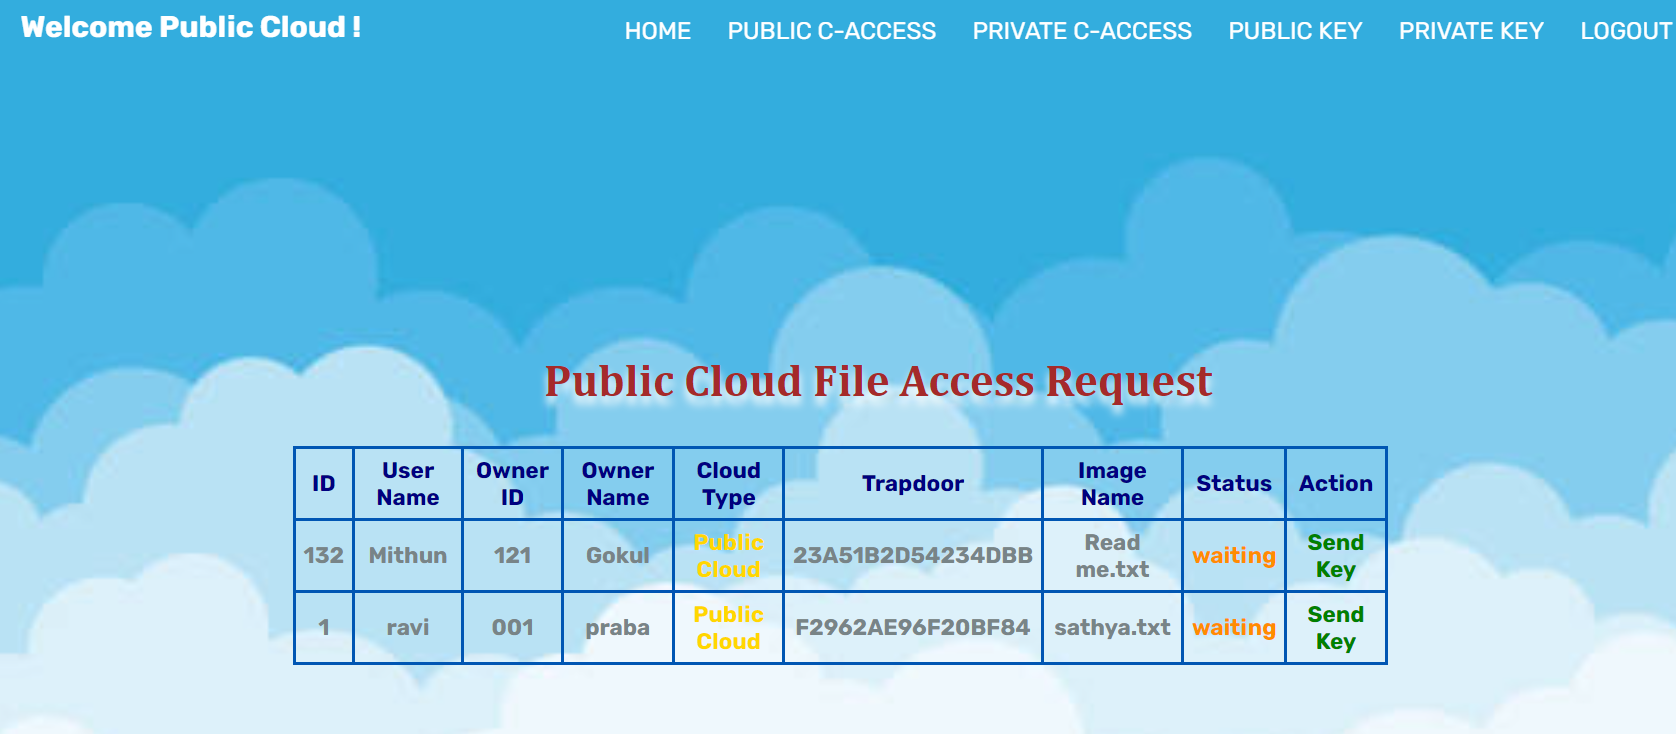 Welcome Public Cloud !
HOME PUBLIC C-ACCESS PRIVATE C-ACCESS PUBLIC KEY PRIVATE KEY LOGOUT
Public Cloud File Access Request
ID User Name Owner ID Owner Name Cloud Type Trapdoor Image Name Status Action
132 Mithun 121 Gokul Public Cloud 23A51B2D54234DBB Read me.txt waiting Send Key
1 ravi 001 praba Public Cloud F2962AE96F20BF84 sathya.txt waiting Send Key